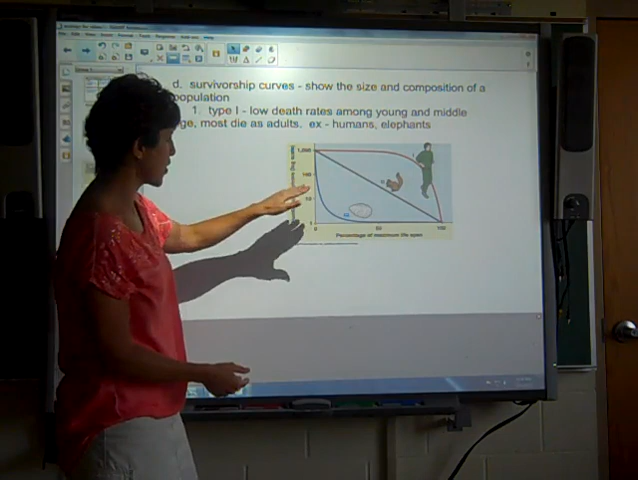 d. survivorship curves - show the size and composition of a
population
1. type I - low death rates among young and middle
ge, most die as adults. ex - humans, elephants
1,000
100
10
1
0
50
100
Percentage of maximum life span